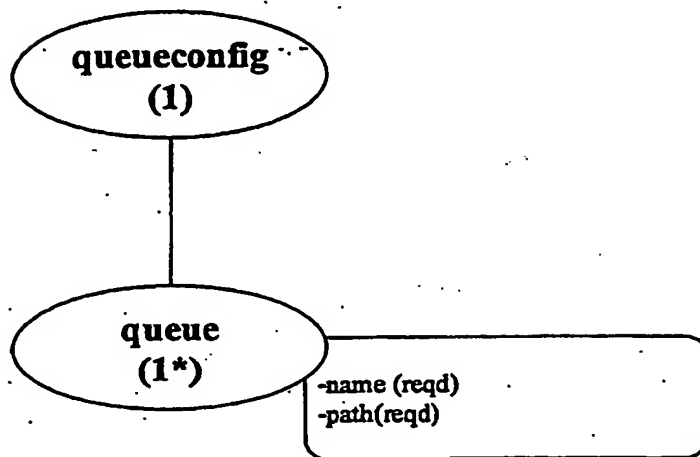 queueconfig
(1)
queue
(1*)
-name (reqd)
-path(reqd)